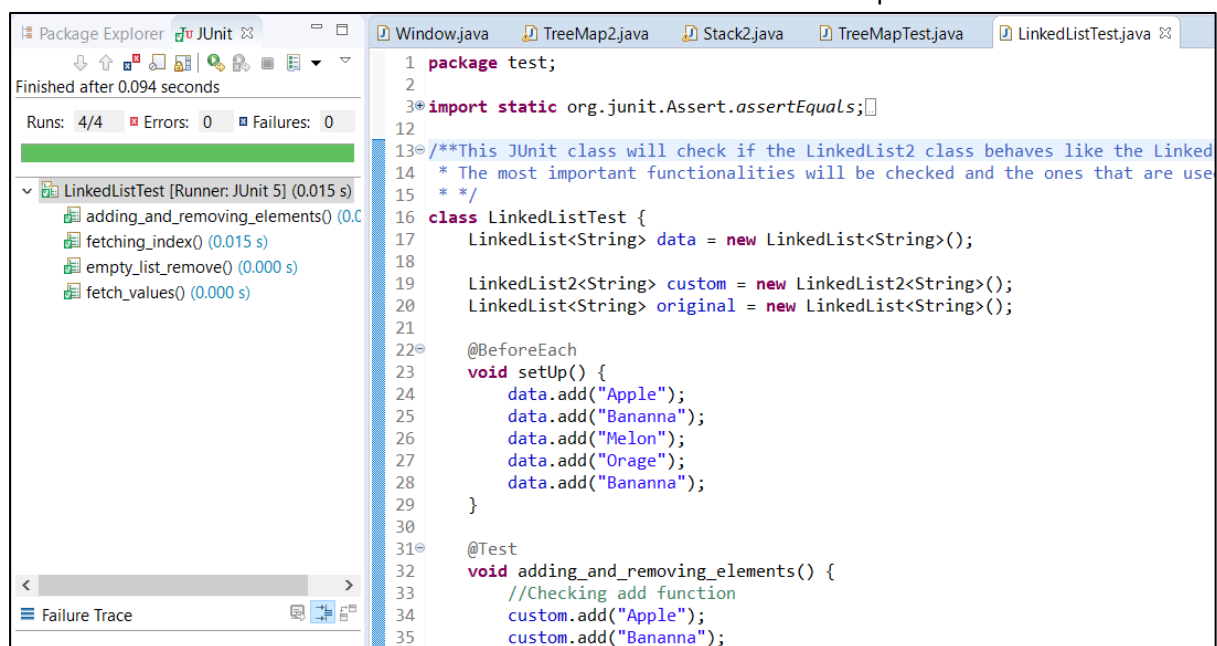 Package Explorer JUnit
Finished after 0.094 seconds
Runs: 4/4 Errors: 0 Failures: 0
LinkedListTest [Runner: JUnit 5] (0.015 s)
adding_and_removing_elements() (0.0
fetching_index() (0.015 s)
empty_list_remove() (0.000 s)
fetch_values() (0.000 s)
Failure Trace
Window.java TreeMap2.java Stack2.java TreeMapTest.java LinkedListTest.java
1 package test;
2
3 import static org.junit.Assert.assertEquals;
12
13 /**This JUnit class will check if the LinkedList2 class behaves like the Linked
14 * The most important functionalities will be checked and the ones that are use
15 * */
16 class LinkedListTest {
17 LinkedList<String> data = new LinkedList<String>();
18
19 LinkedList2<String> custom = new LinkedList2<String>();
20 LinkedList<String> original = new LinkedList<String>();
21
22 @BeforeEach
23 void setUp() {
24 data.add("Apple");
25 data.add("Bananna");
26 data.add("Melon");
27 data.add("Orage");
28 data.add("Bananna");
29 }
30
31 @Test
32 void adding_and_removing_elements() {
33 //Checking add function
34 custom.add("Apple");
35 custom.add("Bananna");